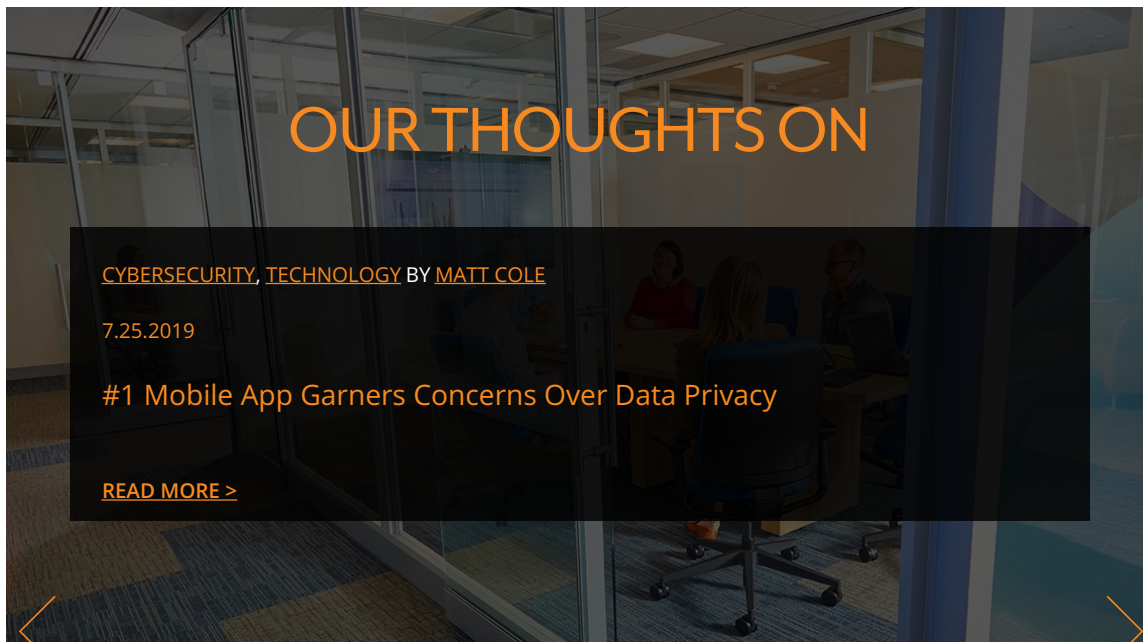 OUR THOUGHTS ON
CYBERSECURITY, TECHNOLOGY BY MATT COLE
7.25.2019
#1 Mobile App Garners Concerns Over Data Privacy
READ MORE >